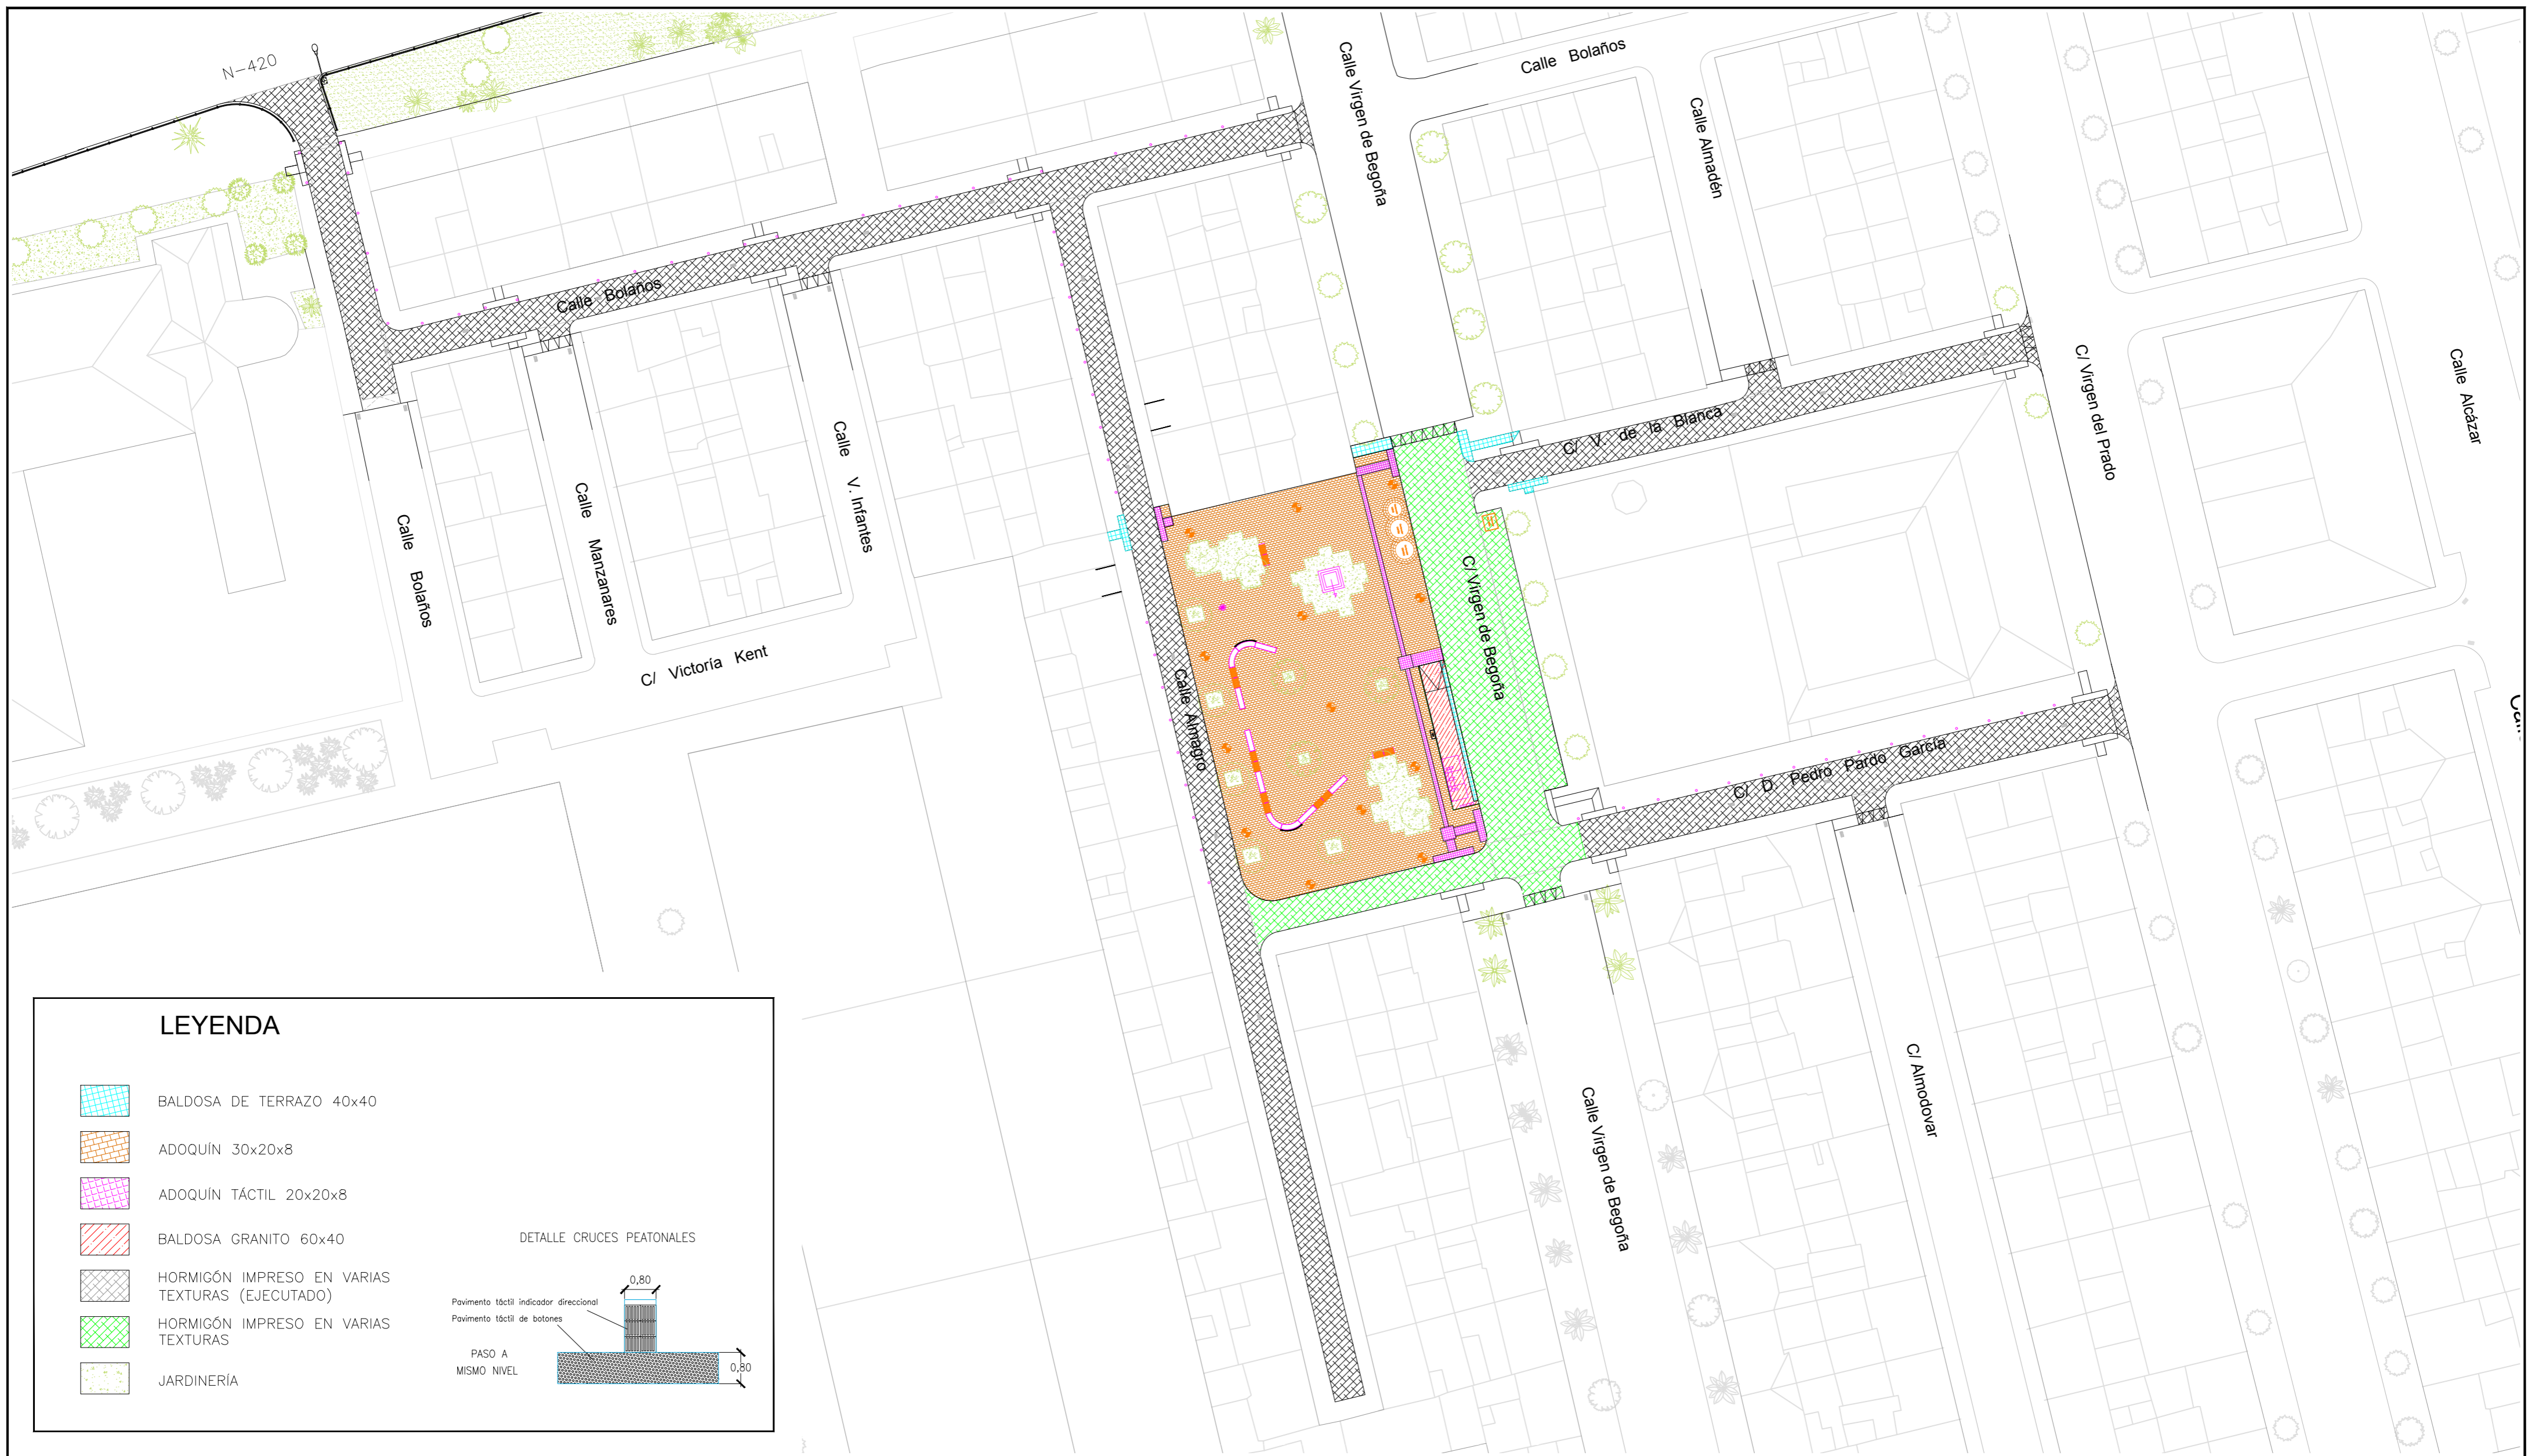 N-420
Calle Virgen de Begoña
Calle Bolaños
Calle Almadén
Calle Bolaños
C/ Virgen del Prado
Calle Alcázar
C/ V. de la Blanca
Calle V. Infantes
Calle Manzanares
Calle Bolaños
C/ Victoría Kent
C/ Virgen de Begoña
Calle Almagro
C/ D. Pedro Pardo García
C/ Almodovar
Calle Virgen de Begoña
LEYENDA
BALDOSA DE TERRAZO 40x40
ADOQUÍN 30x20x8
ADOQUÍN TÁCTIL 20x20x8
BALDOSA GRANITO 60x40
HORMIGÓN IMPRESO EN VARIAS
TEXTURAS (EJECUTADO)
HORMIGÓN IMPRESO EN VARIAS
TEXTURAS
JARDINERÍA
DETALLE CRUCES PEATONALES
0,80
Pavimento táctil indicador direccional
Pavimento táctil de botones
PASO A
MISMO NIVEL
0,80